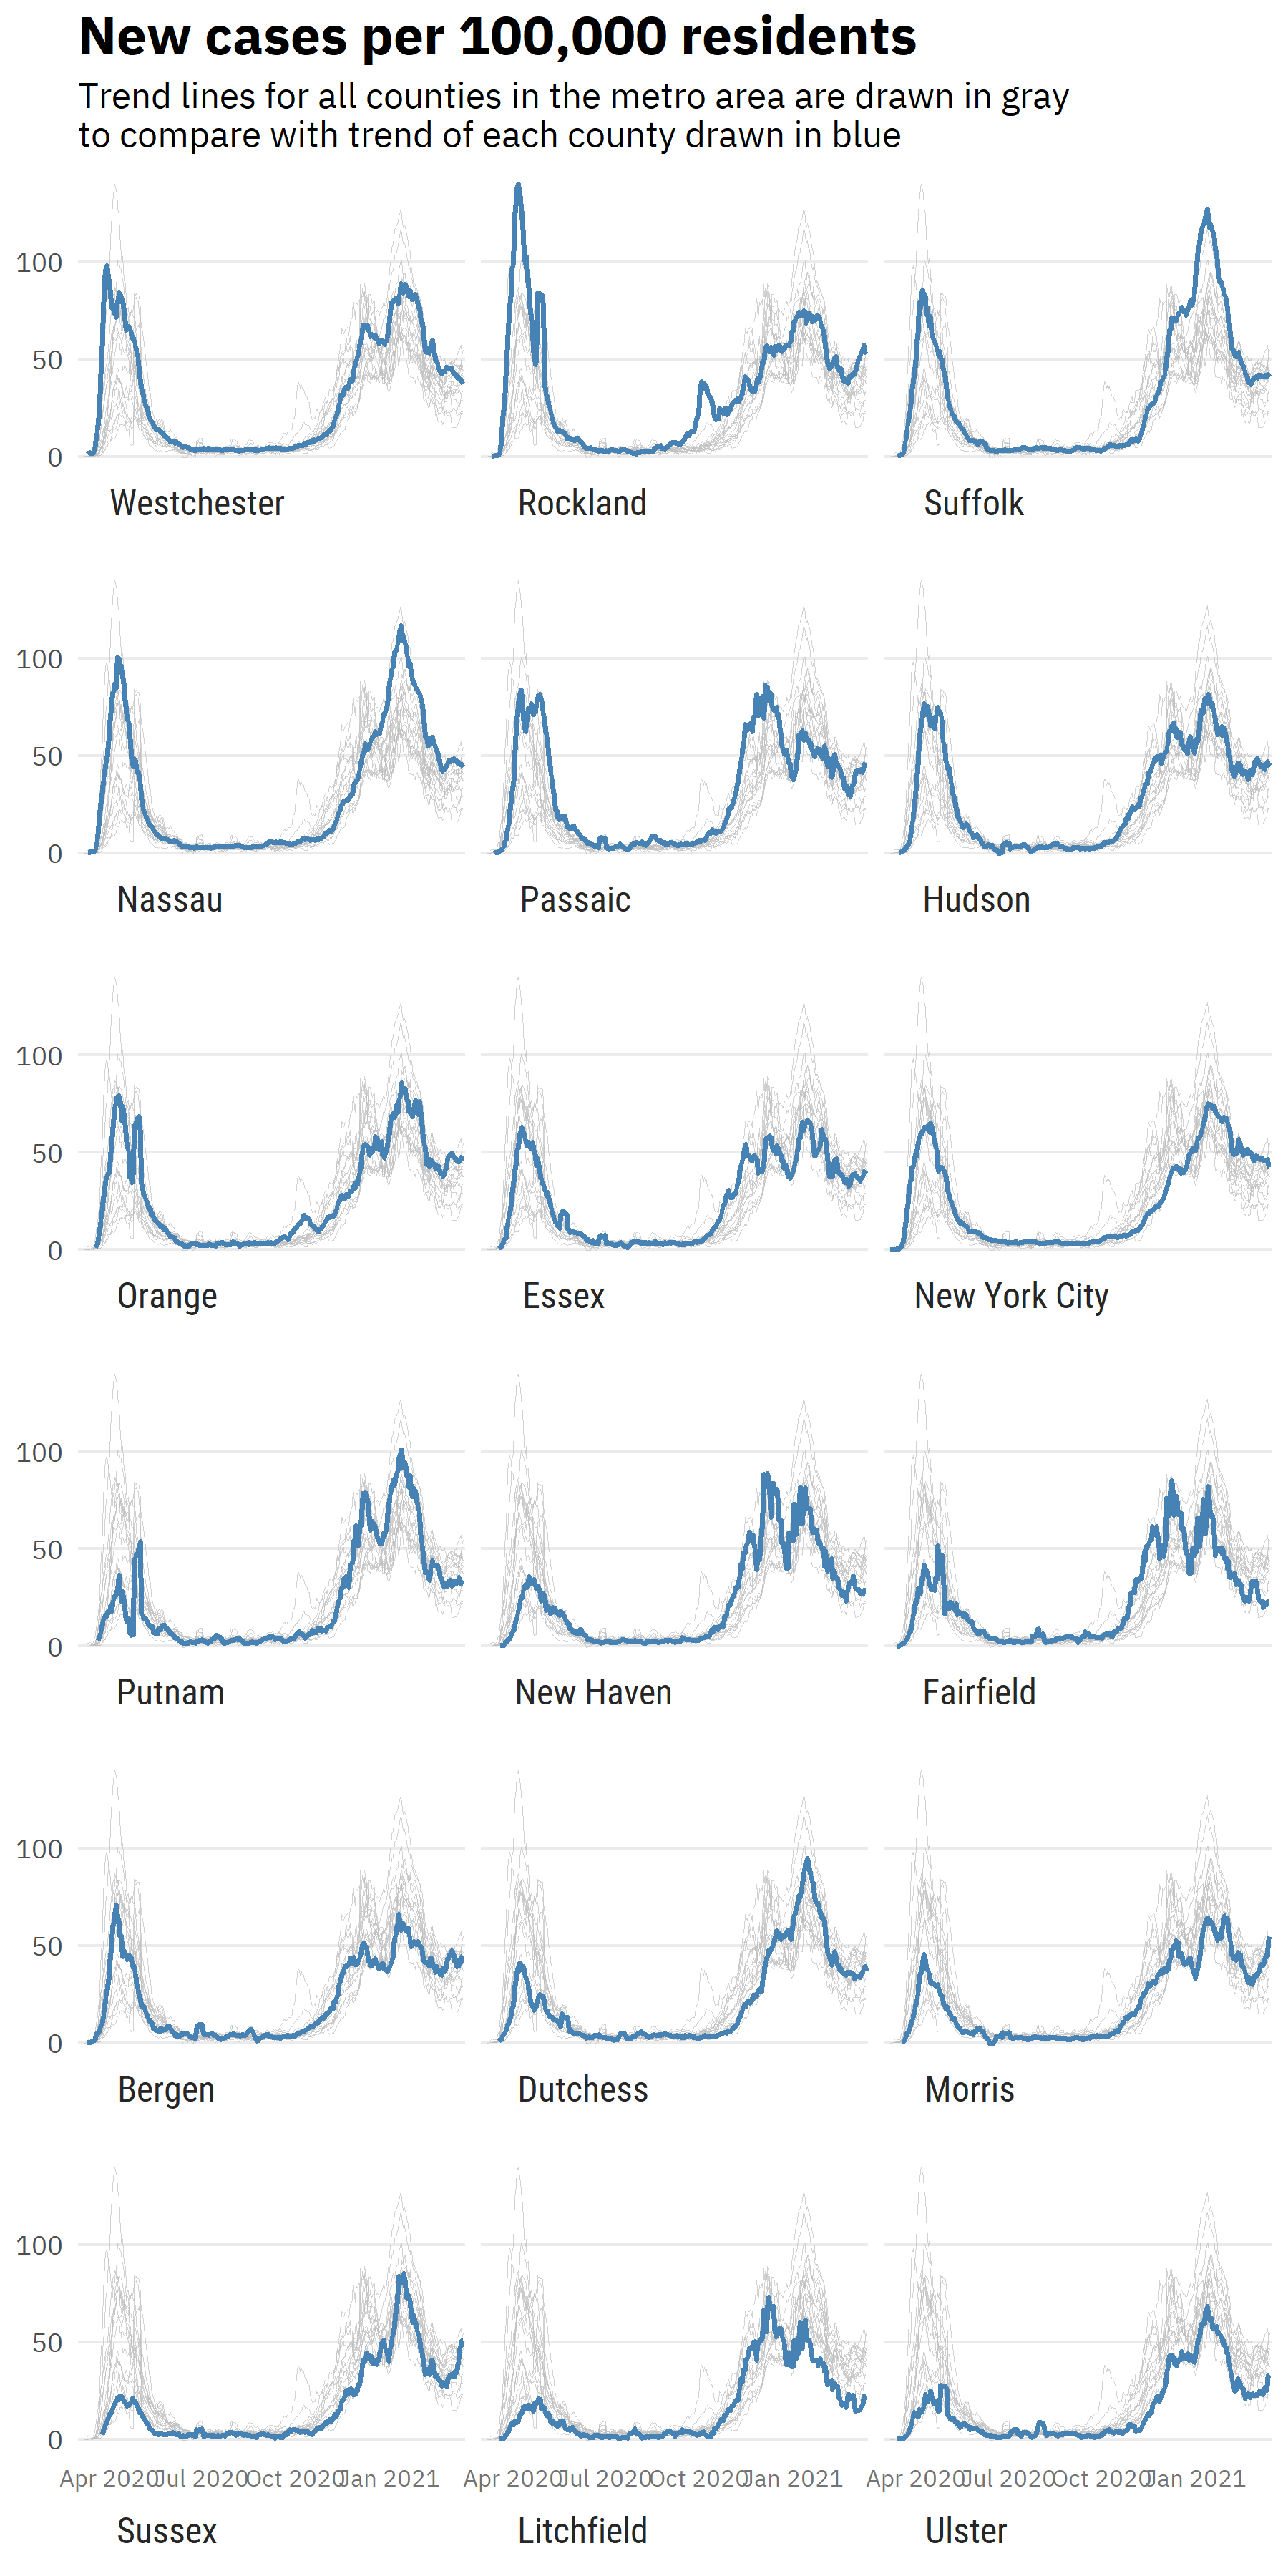 New cases per 100,000 residents
Trend lines for all counties in the metro area are drawn in gray
to compare with trend of each county drawn in blue
100
50
0
Westchester Rockland Suffolk
100
50
0
Nassau Passaic Hudson
100
50
0
Orange Essex New York City
100
50
0
Putnam New Haven Fairfield
100
50
0
Bergen Dutchess Morris
100
50
0
Apr 2020 Jul 2020 Oct 2020 Jan 2021 Apr 2020 Jul 2020 Oct 2020 Jan 2021 Apr 2020 Jul 2020 Oct 2020 Jan 2021
Sussex Litchfield Ulster